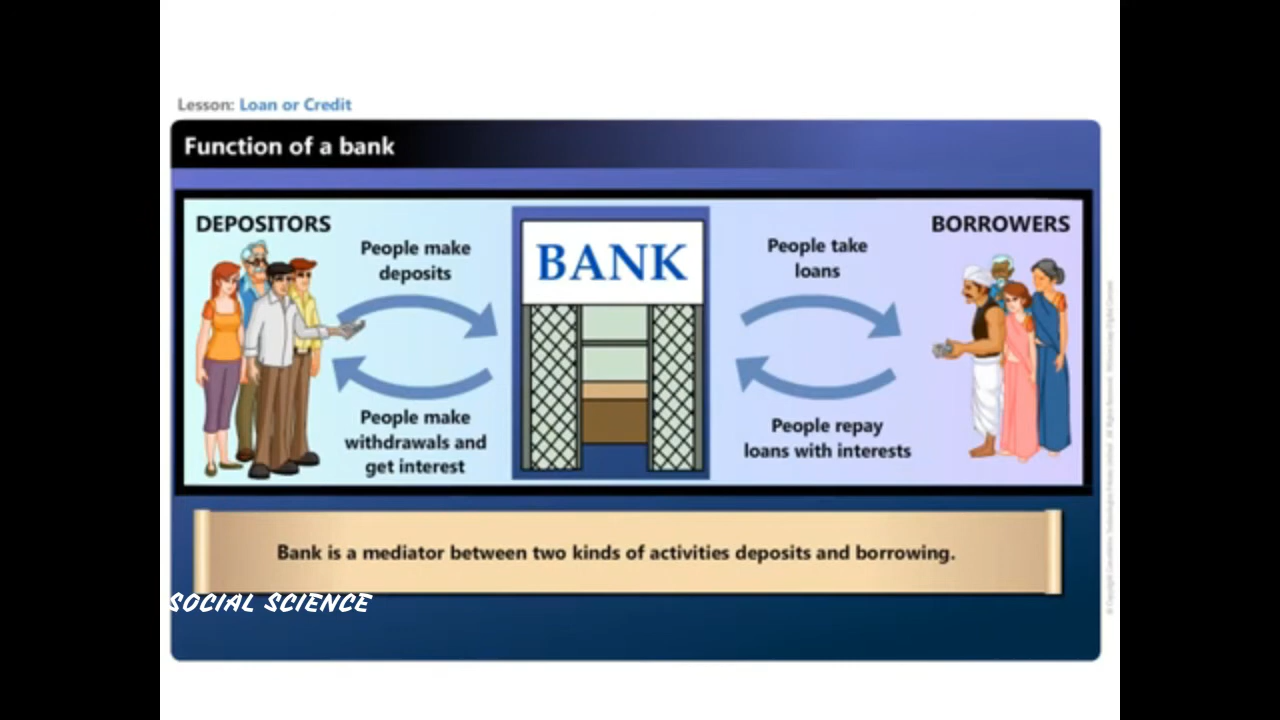 Lesson: Loan or Credit
Function of a bank
DEPOSITORS
People make
deposits
People make
withdrawals and
get interest
BANK
People take
loans
People repay
loans with interests
BORROWERS
Bank is a mediator between two kinds of activities deposits and borrowing.
SOCIAL SCIENCE